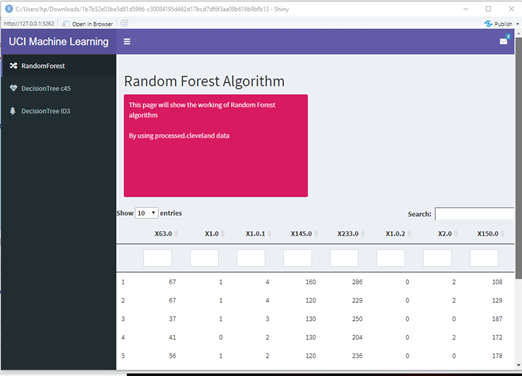 C:/Users/hp/Downloads/1b7b52e03ba5d81d5966-c30084195d462d17bcd7df6f3aa09b616b9bfb13 - Shiny
http://127.0.0.1:5262 Open in Browser Publish
UCI Machine Learning
RandomForest
DecisionTree c45
DecisionTree ID3
Random Forest Algorithm
This page will show the working of Random Forest
algorithm
By using processed.cleveland data
Show 10 entries Search:
X63.0 X1.0 X1.0.1 X145.0 X233.0 X1.0.2 X2.0 X150.0
1 67 1 4 160 286 0 2 108
2 67 1 4 120 229 0 2 129
3 37 1 3 130 250 0 0 187
4 41 0 2 130 204 0 2 172
5 56 1 2 120 236 0 0 178